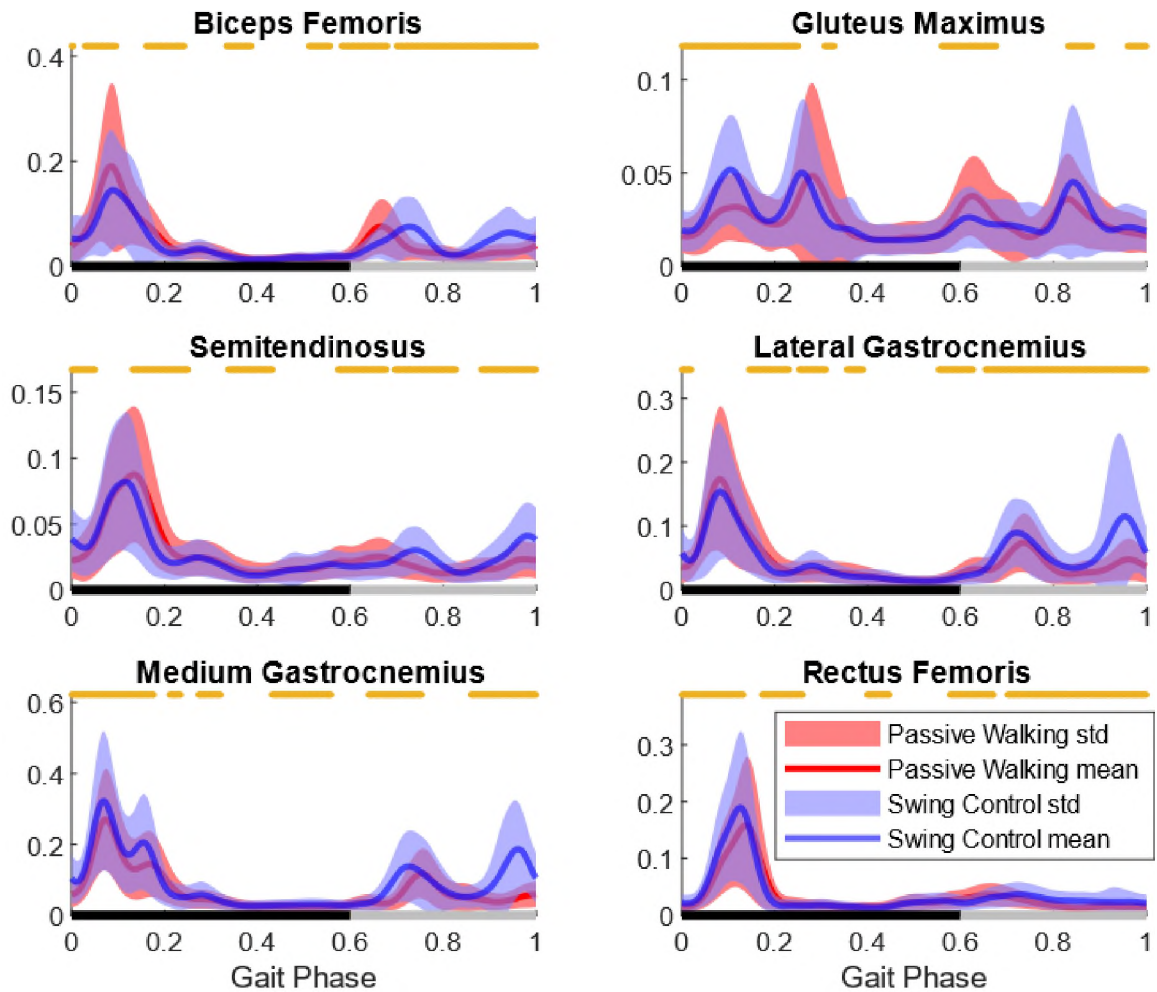 Biceps Femoris
0.4
0.2
0
0 0.2 0.4 0.6 0.8 1
Gluteus Maximus
0.1
0.05
0
0 0.2 0.4 0.6 0.8 1
Semitendinosus
0.15
0.1
0.05
0
0 0.2 0.4 0.6 0.8 1
Lateral Gastrocnemius
0.3
0.2
0.1
0
0 0.2 0.4 0.6 0.8 1
Medium Gastrocnemius
0.6
0.4
0.2
0
0 0.2 0.4 0.6 0.8 1
Gait Phase
Rectus Femoris
0.3
0.2
0.1
0
Passive Walking std
Passive Walking mean
Swing Control std
Swing Control mean
0 0.2 0.4 0.6 0.8 1
Gait Phase